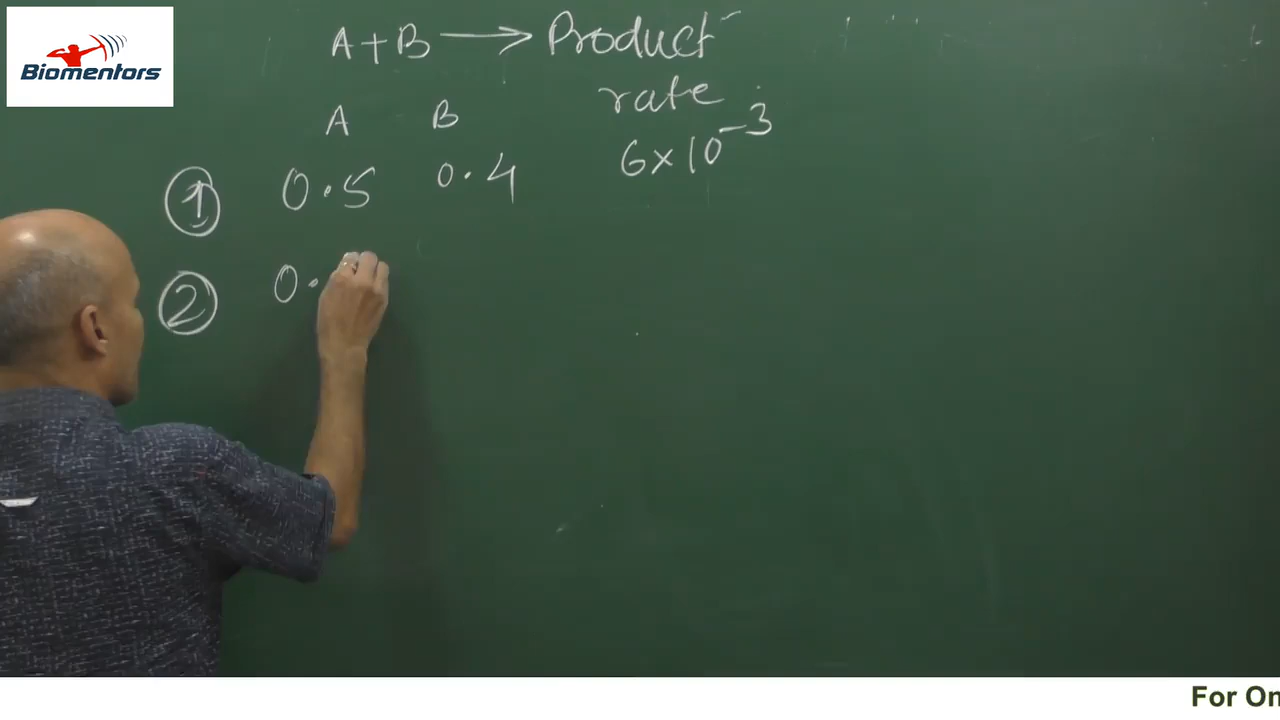 Biomentors
A + B ⟶ Product
A B rate
① 0.5 0.4 6×10⁻³
② 0.
For On